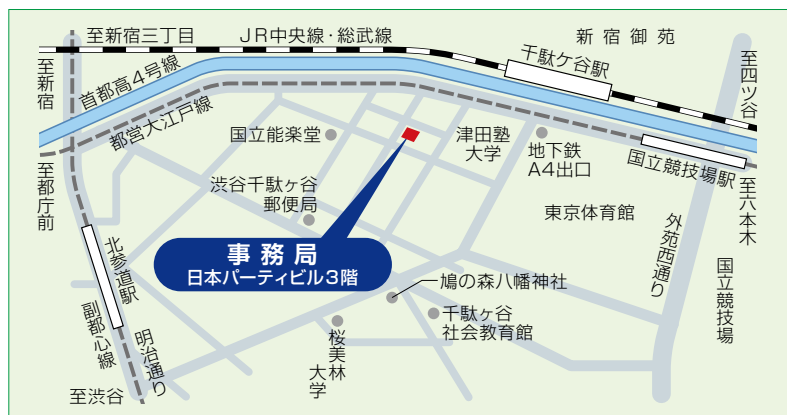 至新宿三丁目
JR中央線・総武線
新宿御苑
千駄ケ谷駅
至四ツ谷
至新宿
首都高4号線
都営大江戸線
国立能楽堂
津田塾
大学
地下鉄
A4出口
国立競技場駅
至六本木
至都庁前
渋谷千駄ヶ谷
郵便局
東京体育館
外苑西通り
国立競技場
事務局
日本パーティビル3階
北参道駅
副都心線
明治通り
鳩の森八幡神社
千駄ヶ谷
社会教育館
桜美林
大学
至渋谷